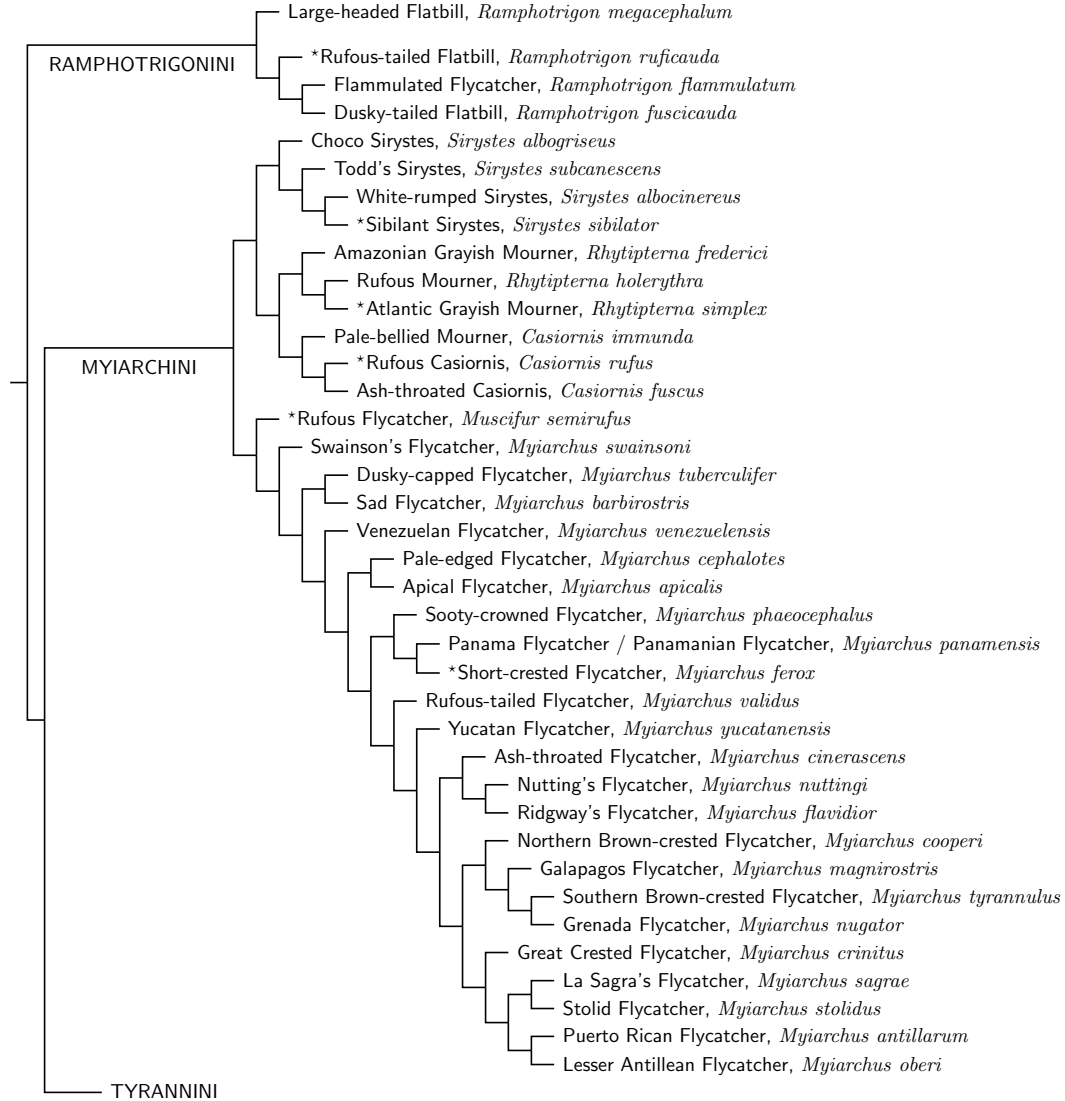 Large-headed Flatbill, Ramphotrigon megacephalum
RAMPHOTRIGONINI
*Rufous-tailed Flatbill, Ramphotrigon ruficauda
Flammulated Flycatcher, Ramphotrigon flammulatum
Dusky-tailed Flatbill, Ramphotrigon fuscicauda
Choco Sirystes, Sirystes albogriseus
Todd's Sirystes, Sirystes subcanescens
White-rumped Sirystes, Sirystes albocinereus
*Sibilant Sirystes, Sirystes sibilator
Amazonian Grayish Mourner, Rhytipterna frederici
Rufous Mourner, Rhytipterna holerythra
*Atlantic Grayish Mourner, Rhytipterna simplex
Pale-bellied Mourner, Casiornis immunda
MYIARCHINI
*Rufous Casiornis, Casiornis rufus
Ash-throated Casiornis, Casiornis fuscus
*Rufous Flycatcher, Muscifur semirufus
Swainson's Flycatcher, Myiarchus swainsoni
Dusky-capped Flycatcher, Myiarchus tuberculifer
Sad Flycatcher, Myiarchus barbirostris
Venezuelan Flycatcher, Myiarchus venezuelensis
Pale-edged Flycatcher, Myiarchus cephalotes
Apical Flycatcher, Myiarchus apicalis
Sooty-crowned Flycatcher, Myiarchus phaeocephalus
Panama Flycatcher / Panamanian Flycatcher, Myiarchus panamensis
*Short-crested Flycatcher, Myiarchus ferox
Rufous-tailed Flycatcher, Myiarchus validus
Yucatan Flycatcher, Myiarchus yucatanensis
Ash-throated Flycatcher, Myiarchus cinerascens
Nutting's Flycatcher, Myiarchus nuttingi
Ridgway's Flycatcher, Myiarchus flavidior
Northern Brown-crested Flycatcher, Myiarchus cooperi
Galapagos Flycatcher, Myiarchus magnirostris
Southern Brown-crested Flycatcher, Myiarchus tyrannulus
Grenada Flycatcher, Myiarchus nugator
Great Crested Flycatcher, Myiarchus crinitus
La Sagra's Flycatcher, Myiarchus sagrae
Stolid Flycatcher, Myiarchus stolidus
Puerto Rican Flycatcher, Myiarchus antillarum
Lesser Antillean Flycatcher, Myiarchus oberi
TYRANNINI